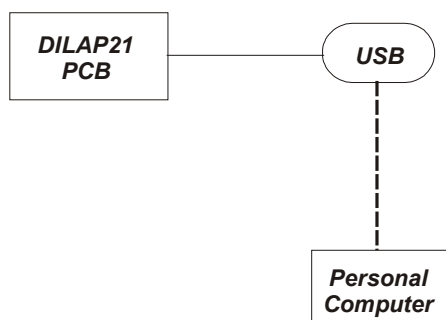 DILAP21
PCB
USB
Personal
Computer